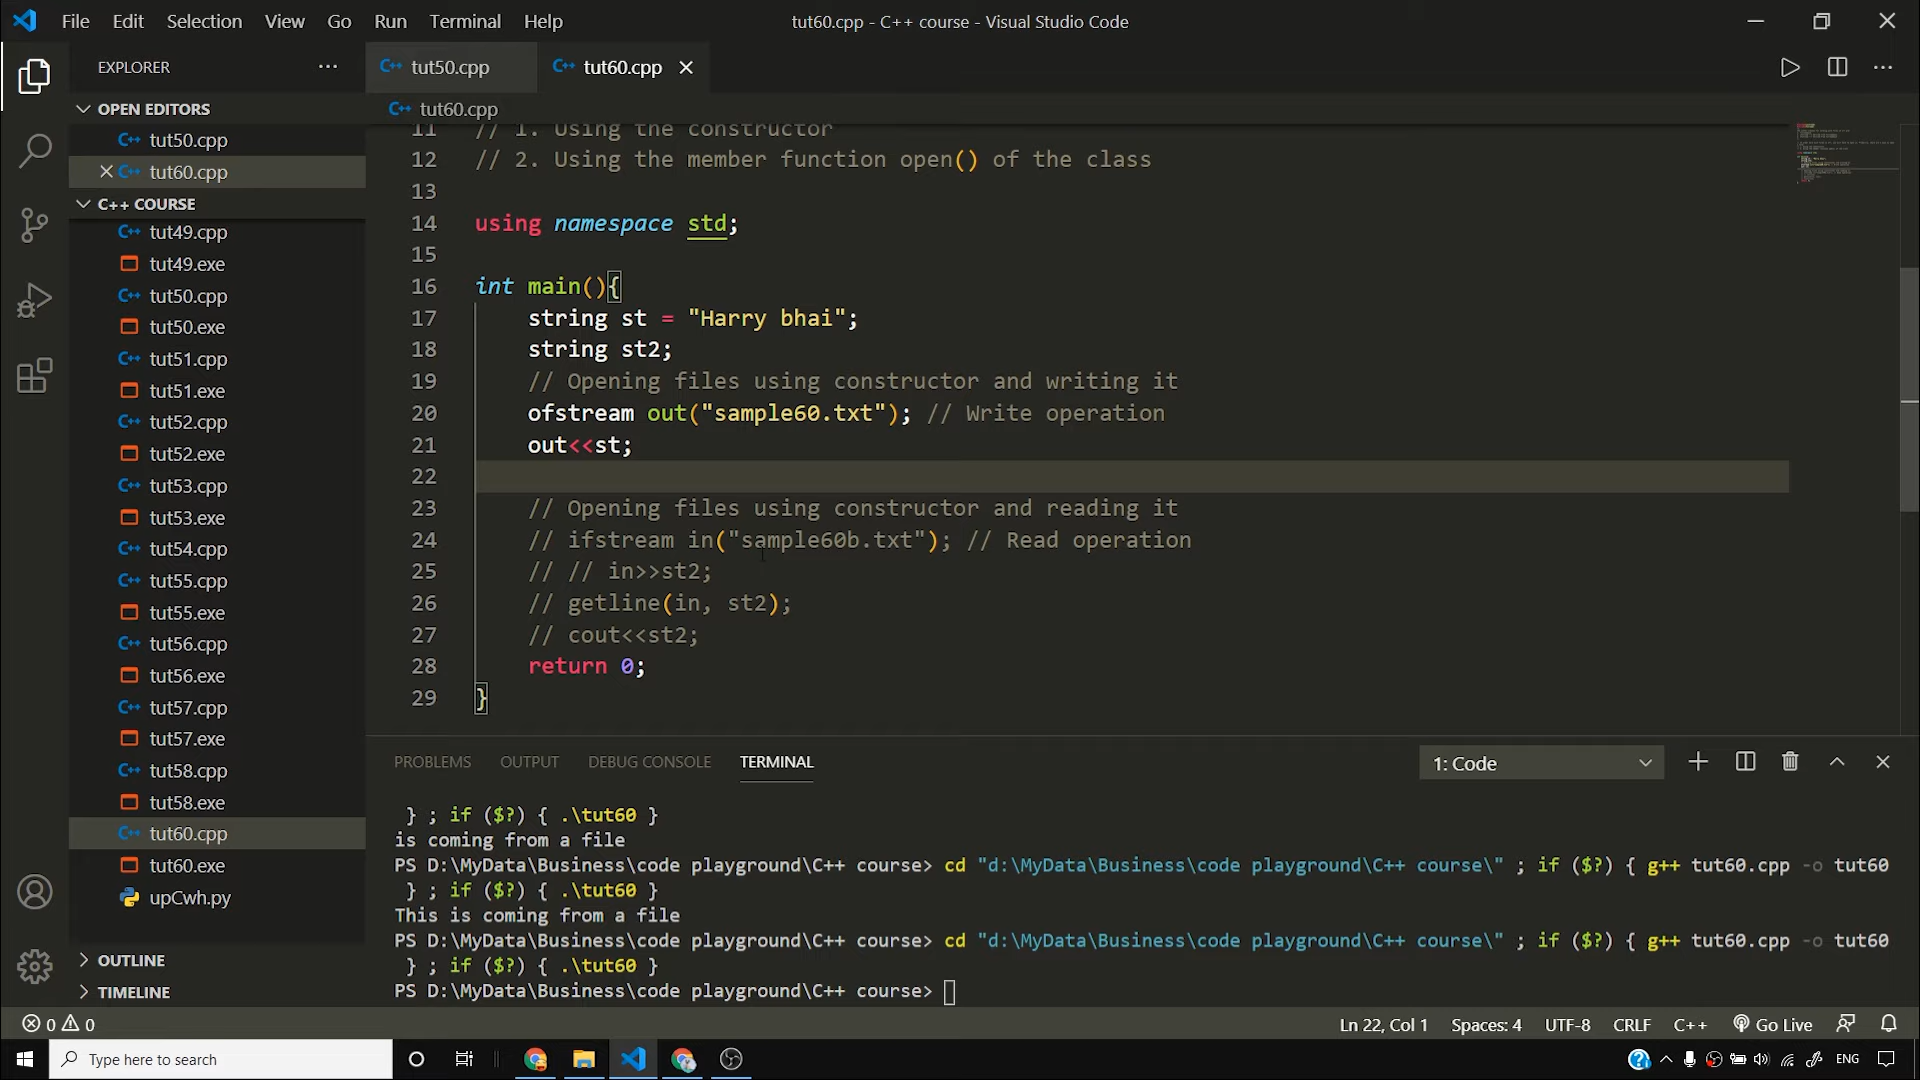 File Edit Selection View Go Run Terminal Help
tut60.cpp - C++ course - Visual Studio Code
EXPLORER
tut50.cpp
tut60.cpp
OPEN EDITORS
tut50.cpp
tut60.cpp
C++ COURSE
tut49.cpp
tut49.exe
tut50.cpp
tut50.exe
tut51.cpp
tut51.exe
tut52.cpp
tut52.exe
tut53.cpp
tut53.exe
tut54.cpp
tut55.cpp
tut55.exe
tut56.cpp
tut56.exe
tut57.cpp
tut57.exe
tut58.cpp
tut58.exe
tut60.cpp
tut60.exe
upCwh.py
OUTLINE
TIMELINE
tut60.cpp
11 // 1. Using the constructor
12 // 2. Using the member function open() of the class
13
14 using namespace std;
15
16 int main(){
17 string st = "Harry bhai";
18 string st2;
19 // Opening files using constructor and writing it
20 ofstream out("sample60.txt"); // Write operation
21 out<<st;
22
23 // Opening files using constructor and reading it
24 // ifstream in("sample60b.txt"); // Read operation
25 // // in>>st2;
26 // getline(in, st2);
27 // cout<<st2;
28 return 0;
29 }
PROBLEMS OUTPUT DEBUG CONSOLE TERMINAL
1: Code
} ; if ($?) { .\tut60 }
is coming from a file
PS D:\MyData\Business\code playground\C++ course> cd "d:\MyData\Business\code playground\C++ course\" ; if ($?) { g++ tut60.cpp -o tut60
} ; if ($?) { .\tut60 }
This is coming from a file
PS D:\MyData\Business\code playground\C++ course> cd "d:\MyData\Business\code playground\C++ course\" ; if ($?) { g++ tut60.cpp -o tut60
} ; if ($?) { .\tut60 }
PS D:\MyData\Business\code playground\C++ course>
0 0
Ln 22, Col 1 Spaces: 4 UTF-8 CRLF C++ Go Live
Type here to search
ENG